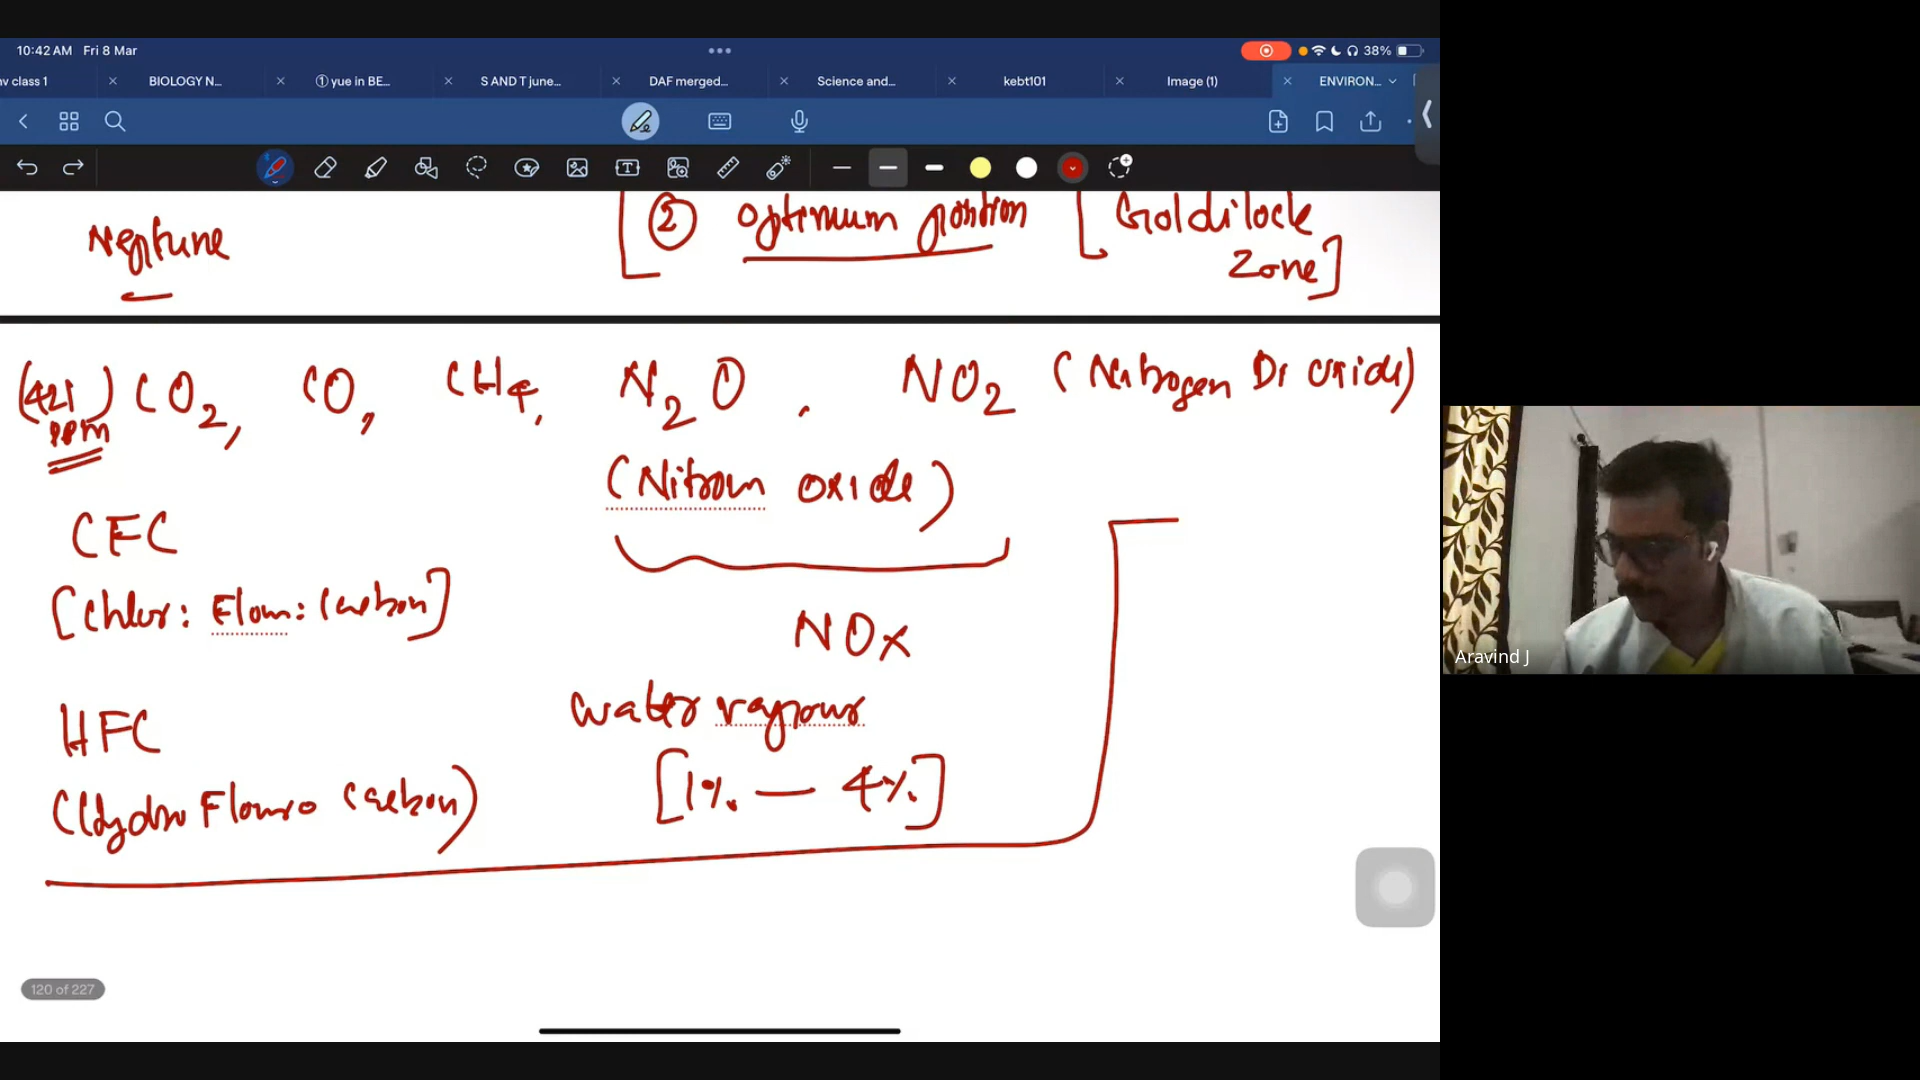 10:42 AM Fri 8 Mar
38%
nv class 1
BIOLOGY N...
① yue in BE...
S AND T june...
DAF merged...
Science and...
kebt101
Image (1)
ENVIRON...
Neptune
② optimum position [Goldilock
Zone]
(421 ppm) CO2, CO, CH4, N2O, NO2 (Nitrogen Di oxide)
(Nitrous oxide)
CFC
[Chloro: Flouro: Carbon]
NOx
HFC
water vapour
(Hydro Flouro Carbon)
[1% — 4%]
120 of 227
Aravind J